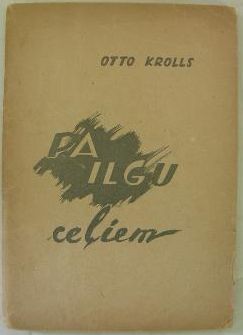 OTTO KROLLS
PA
ILGU
ceļiem